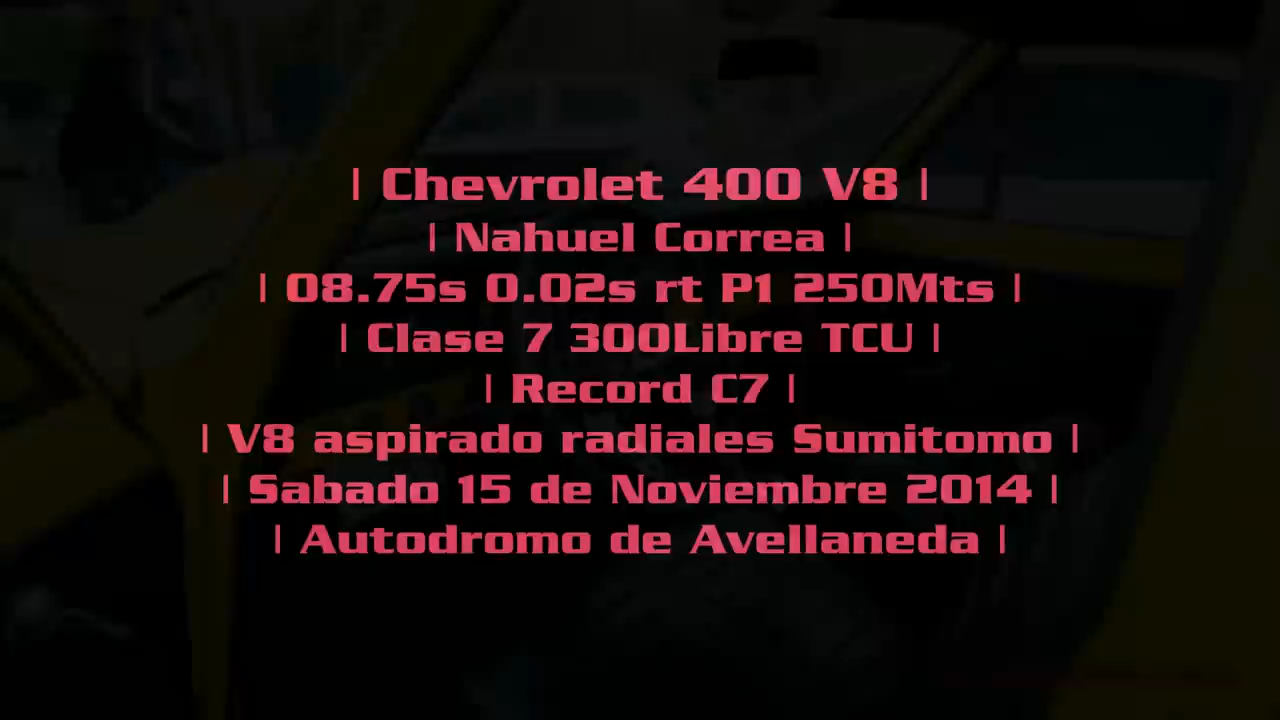 | Chevrolet 400 V8 |
| Nahuel Correa |
| 08.75s 0.02s rt P1 250Mts |
| Clase 7 300Libre TCU |
| Record C7 |
| V8 aspirado radiales Sumitomo |
| Sabado 15 de Noviembre 2014 |
| Autodromo de Avellaneda |